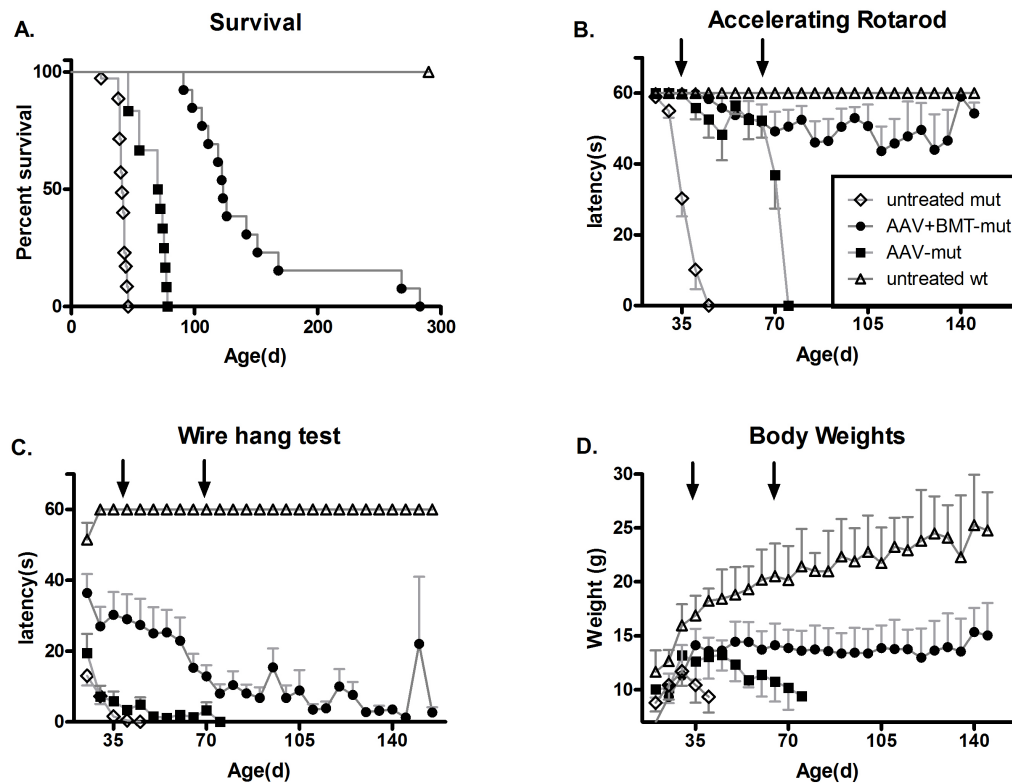 A.
Survival
Percent survival
100
50
0
0
100
200
300
Age(d)
B.
Accelerating Rotarod
latency(s)
60
40
20
0
35
70
105
140
Age(d)
untreated mut
AAV+BMT-mut
AAV-mut
untreated wt
C.
Wire hang test
latency(s)
60
40
20
0
35
70
105
140
Age(d)
D.
Body Weights
Weight (g)
30
25
20
15
10
35
70
105
140
Age(d)